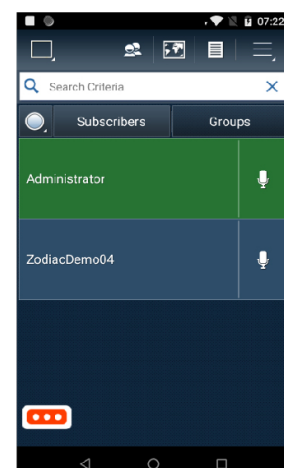 07:22
Search Criteria
Subscribers Groups
Administrator
ZodiacDemo04